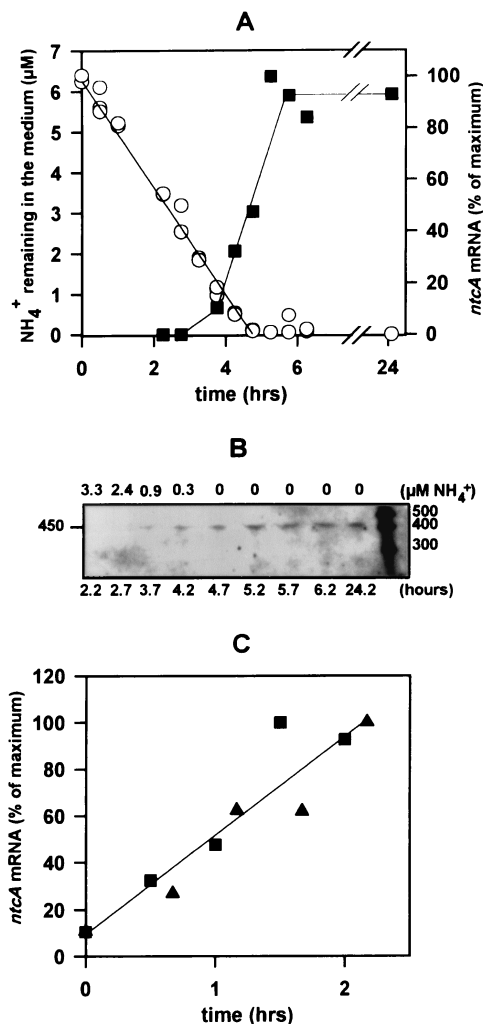 A
NH4+ remaining in the medium (µM)
7
6
5
4
3
2
1
0
100
80
60
40
20
0
ntcA mRNA (% of maximum)
0 2 4 6 24
time (hrs)
B
3.3 2.4 0.9 0.3 0 0 0 0 0 (µM NH4+)
450
500
400
300
2.2 2.7 3.7 4.2 4.7 5.2 5.7 6.2 24.2 (hours)
C
ntcA mRNA (% of maximum)
120
100
80
60
40
20
0
0 1 2
time (hrs)